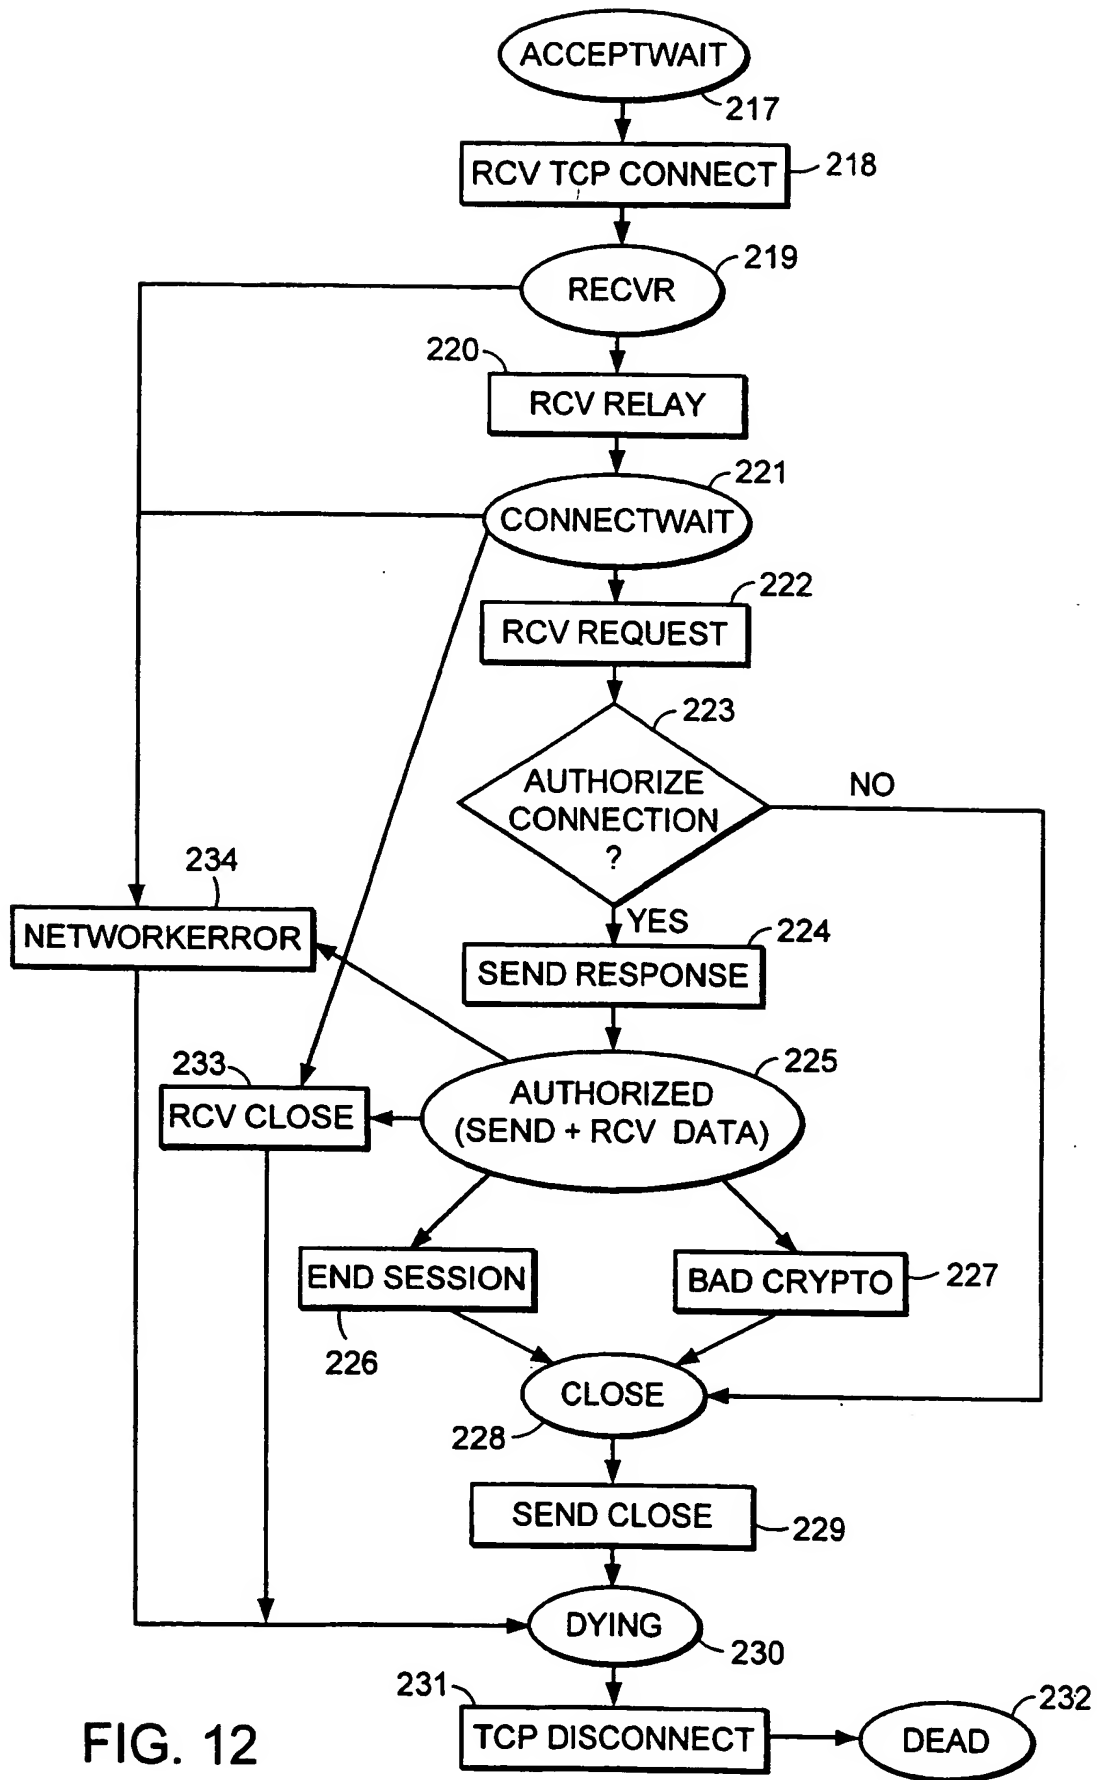 ACCEPTWAIT
217
RCV TCP CONNECT
218
219
RECVR
220
RCV RELAY
221
CONNECTWAIT
222
RCV REQUEST
223
AUTHORIZE
CONNECTION
?
NO
YES
234
NETWORKERROR
224
SEND RESPONSE
225
AUTHORIZED
(SEND + RCV DATA)
233
RCV CLOSE
END SESSION
226
BAD CRYPTO
227
CLOSE
228
SEND CLOSE
229
DYING
230
231
TCP DISCONNECT
232
DEAD
FIG. 12